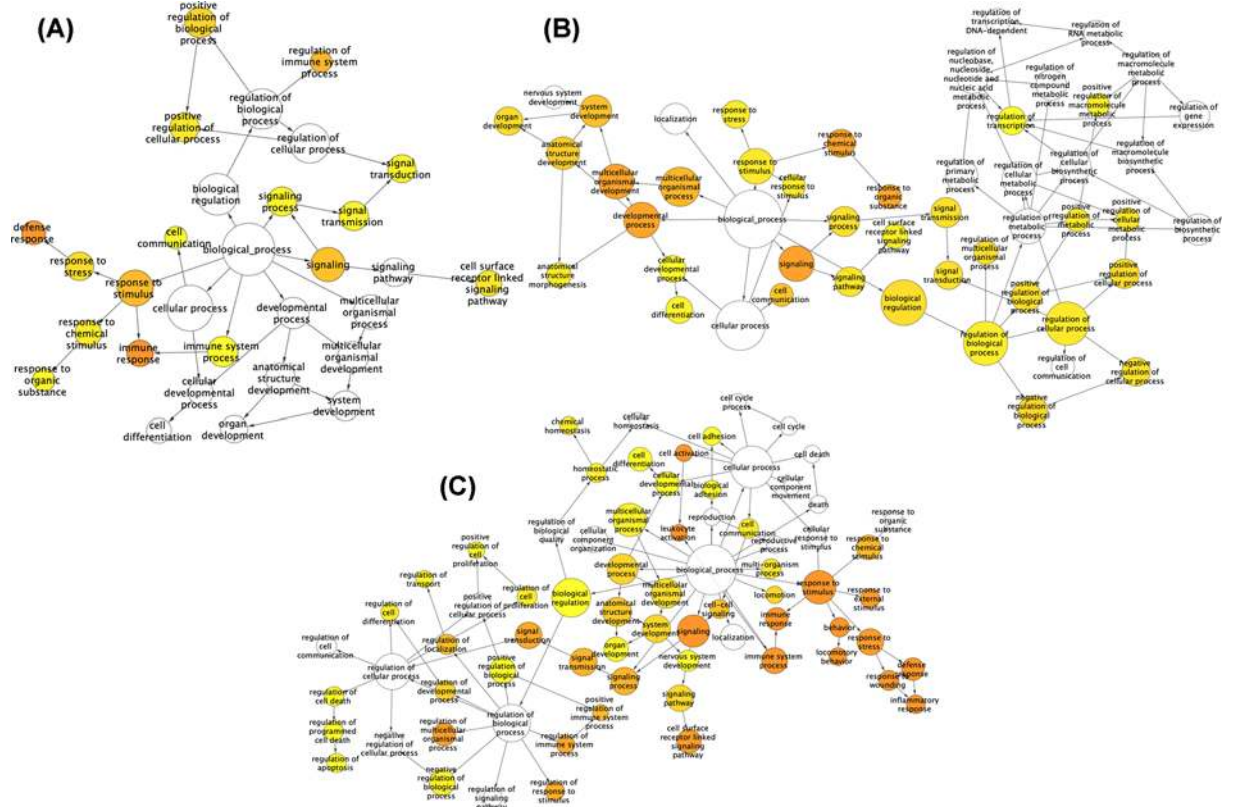 (A)
positive
regulation of
biological
process
regulation of
immune system
process
regulation of
biological
process
positive
regulation of
cellular process
regulation of
cellular process
signal
transduction
biological
regulation
signaling
process
signal
transmission
defense
response
cell
communication
biological_process
response to
stress
signaling
signaling
pathway
cell surface
receptor linked
signaling
pathway
response to
stimulus
cellular process
developmental
process
multicellular
organismal
process
response to
chemical
stimulus
immune
response
immune system
process
multicellular
organismal
development
response to
organic
substance
cellular
developmental
process
anatomical
structure
development
system
development
cell
differentiation
organ
development
(B)
nervous system
development
system
development
organ
development
anatomical
structure
development
localization
response to
stress
response to
chemical
stimulus
response to
stimulus
multicellular
organismal
development
multicellular
organismal
process
cellular
response to
stimulus
response to
organic
substance
developmental
process
biological_process
signaling
process
signal
transmission
cell surface
receptor linked
signaling
pathway
anatomical
structure
morphogenesis
cellular
developmental
process
signaling
signaling
pathway
signal
transduction
cell
differentiation
cell
communication
cellular process
biological
regulation
regulation of
transcription,
DNA-dependent
regulation of
RNA metabolic
process
regulation of
nucleobase,
nucleoside,
nucleotide and
nucleic acid
metabolic
process
regulation of
nitrogen
compound
metabolic
process
regulation of
macromolecule
metabolic
process
positive
regulation of
macromolecule
metabolic
process
regulation of
transcription
regulation of
gene
expression
regulation of
primary
metabolic
process
regulation of
cellular
metabolic
process
regulation of
cellular
biosynthetic
process
regulation of
macromolecule
biosynthetic
process
regulation of
metabolic
process
positive
regulation of
metabolic
process
positive
regulation of
cellular
metabolic
process
regulation of
biosynthetic
process
regulation of
multicellular
organismal
process
positive
regulation of
cellular process
positive
regulation of
biological
process
regulation of
biological
process
regulation of
cellular process
regulation of
cell
communication
negative
regulation of
cellular process
negative
regulation of
biological
process
(C)
chemical
homeostasis
cellular
homeostasis
cell cycle
process
cell cycle
cell adhesion
cell activation
cell
differentiation
cellular process
cell death
homeostatic
process
cellular
developmental
process
biological
adhesion
cellular
component
movement
death
regulation of
biological
quality
multicellular
organismal
process
reproduction
cellular
component
organization
leukocyte
activation
cell
communication
reproductive
process
cellular
response to
stimulus
response to
organic
substance
response to
chemical
stimulus
positive
regulation of
cell
proliferation
developmental
process
biological_process
multi-organism
process
regulation of
transport
regulation of
cell
proliferation
biological
regulation
multicellular
organismal
development
locomotion
response to
stimulus
response to
external
stimulus
positive
regulation of
cellular process
anatomical
structure
development
cell-cell
signaling
immune
response
regulation of
cell
differentiation
signal
transduction
system
development
signaling
localization
behavior
response to
stress
regulation of
cell
communication
regulation of
localization
organ
development
nervous system
development
immune system
process
locomotory
behavior
regulation of
cellular process
positive
regulation of
biological
process
signal
transmission
signaling
process
defense
response
response to
wounding
inflammatory
response
regulation of
cell death
regulation of
developmental
process
signaling
pathway
regulation of
programmed
cell death
regulation of
multicellular
organismal
process
regulation of
biological
process
positive
regulation of
immune system
process
cell surface
receptor linked
signaling
pathway
regulation of
apoptosis
negative
regulation of
cellular process
regulation of
immune system
process
negative
regulation of
biological
process
regulation of
signaling
regulation of
response to
stimulus